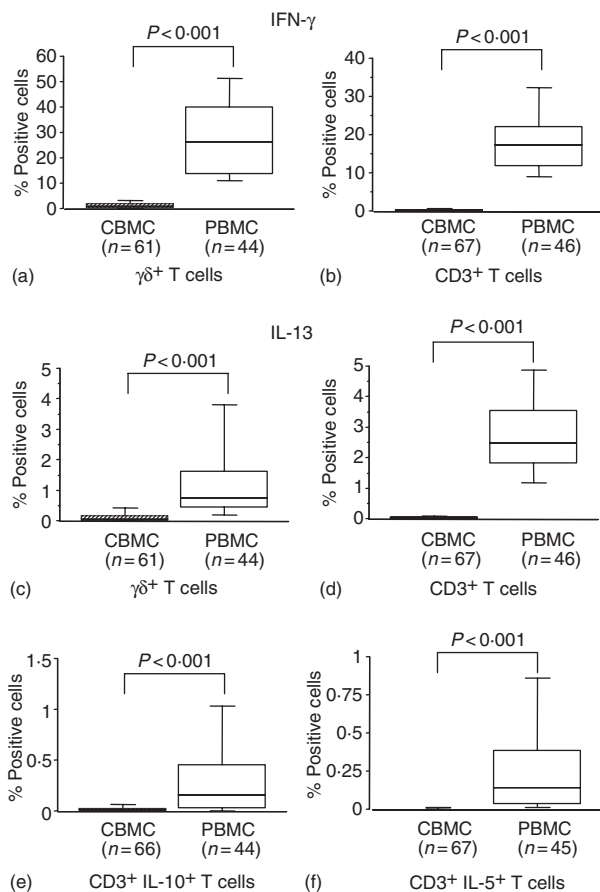 IFN-γ
P < 0·001
P < 0·001
% Positive cells
60
50
40
30
20
10
0
% Positive cells
40
30
20
10
0
CBMC PBMC
(n=61) (n=44)
CBMC PBMC
(n=67) (n=46)
(a) γδ+ T cells
(b) CD3+ T cells
IL-13
P < 0·001
P < 0·001
% Positive cells
5
4
3
2
1
0
% Positive cells
5
4
3
2
1
0
CBMC PBMC
(n=61) (n=44)
CBMC PBMC
(n=67) (n=46)
(c) γδ+ T cells
(d) CD3+ T cells
P < 0·001
P < 0·001
% Positive cells
1·5
1
0·5
0
% Positive cells
1
0·75
0·5
0·25
0
CBMC PBMC
(n=66) (n=44)
CBMC PBMC
(n=67) (n=45)
(e) CD3+ IL-10+ T cells
(f) CD3+ IL-5+ T cells